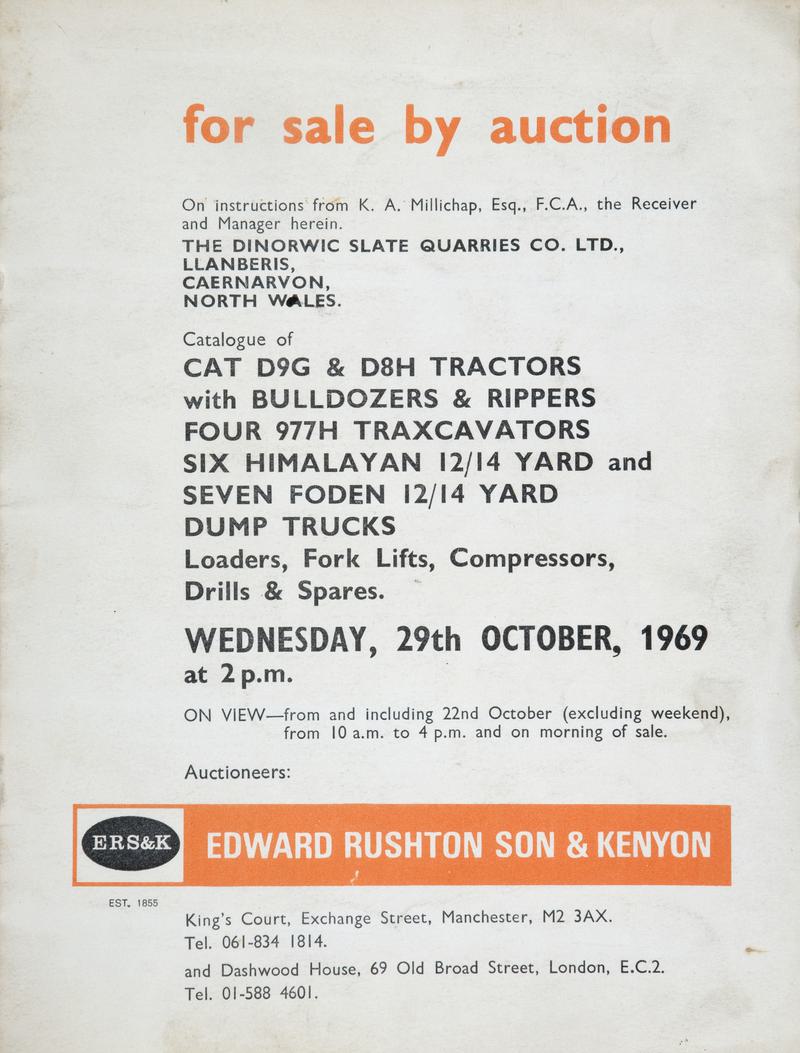 for sale by auction
On instructions from K. A. Millichap, Esq., F.C.A., the Receiver
and Manager herein.
THE DINORWIC SLATE QUARRIES CO. LTD.,
LLANBERIS,
CAERNARVON,
NORTH WALES.
Catalogue of
CAT D9G & D8H TRACTORS
with BULLDOZERS & RIPPERS
FOUR 977H TRAXCAVATORS
SIX HIMALAYAN 12/14 YARD and
SEVEN FODEN 12/14 YARD
DUMP TRUCKS
Loaders, Fork Lifts, Compressors,
Drills & Spares.
WEDNESDAY, 29th OCTOBER, 1969
at 2 p.m.
ON VIEW—from and including 22nd October (excluding weekend),
from 10 a.m. to 4 p.m. and on morning of sale.
Auctioneers:
ERS&K EDWARD RUSHTON SON & KENYON
EST. 1855
King's Court, Exchange Street, Manchester, M2 3AX.
Tel. 061-834 1814.
and Dashwood House, 69 Old Broad Street, London, E.C.2.
Tel. 01-588 4601.